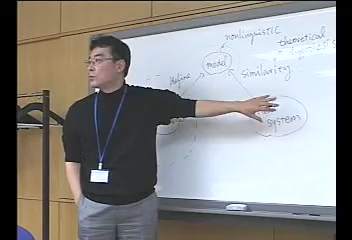 nonlinguistic
theoretical
model
define
similarity
system